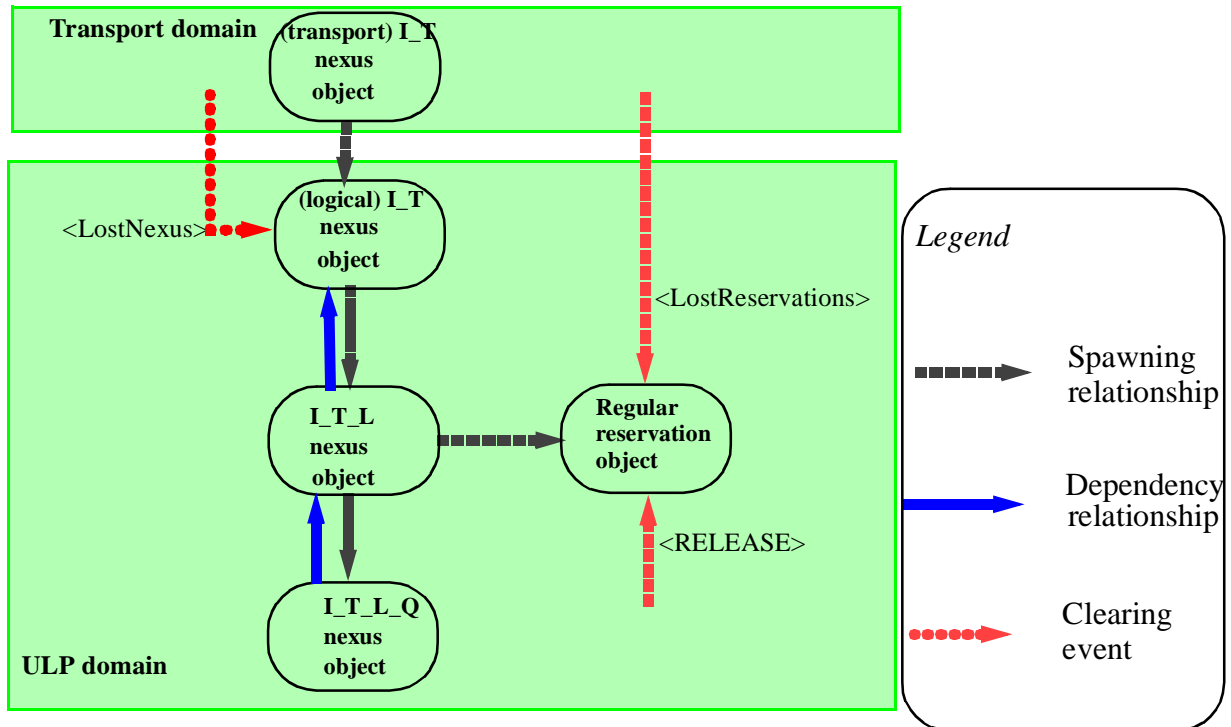 Transport domain
(transport) I_T
nexus
object
(logical) I_T
nexus
object
<LostNexus>
<LostReservations>
I_T_L
nexus
object
Regular
reservation
object
<RELEASE>
I_T_L_Q
nexus
object
ULP domain
Legend
Spawning
relationship
Dependency
relationship
Clearing
event